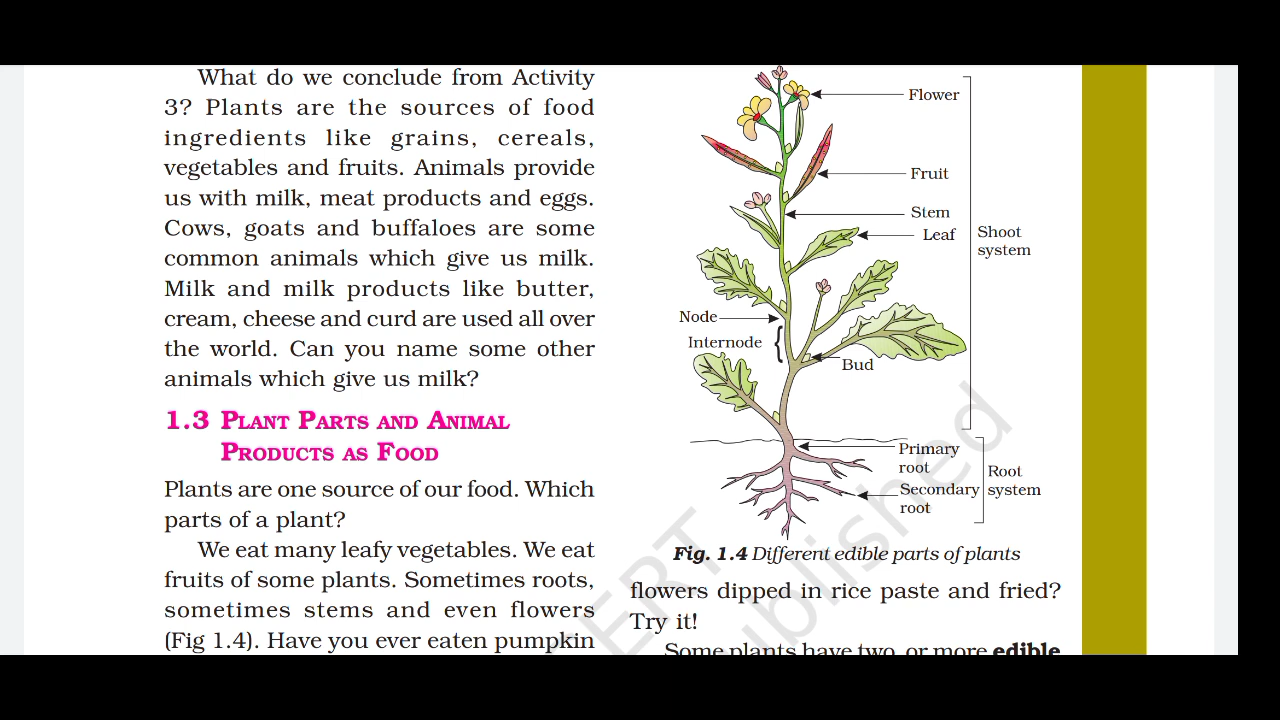 What do we conclude from Activity
3? Plants are the sources of food
ingredients like grains, cereals,
vegetables and fruits. Animals provide
us with milk, meat products and eggs.
Cows, goats and buffaloes are some
common animals which give us milk.
Milk and milk products like butter,
cream, cheese and curd are used all over
the world. Can you name some other
animals which give us milk?
1.3 PLANT PARTS AND ANIMAL
PRODUCTS AS FOOD
Plants are one source of our food. Which
parts of a plant?
We eat many leafy vegetables. We eat
fruits of some plants. Sometimes roots,
sometimes stems and even flowers
(Fig 1.4). Have you ever eaten pumpkin
Flower
Fruit
Stem
Leaf
Shoot
system
Node
Internode
Bud
Primary
root
Secondary
root
Root
system
Fig. 1.4 Different edible parts of plants
flowers dipped in rice paste and fried?
Try it!
Some plants have two or more edible